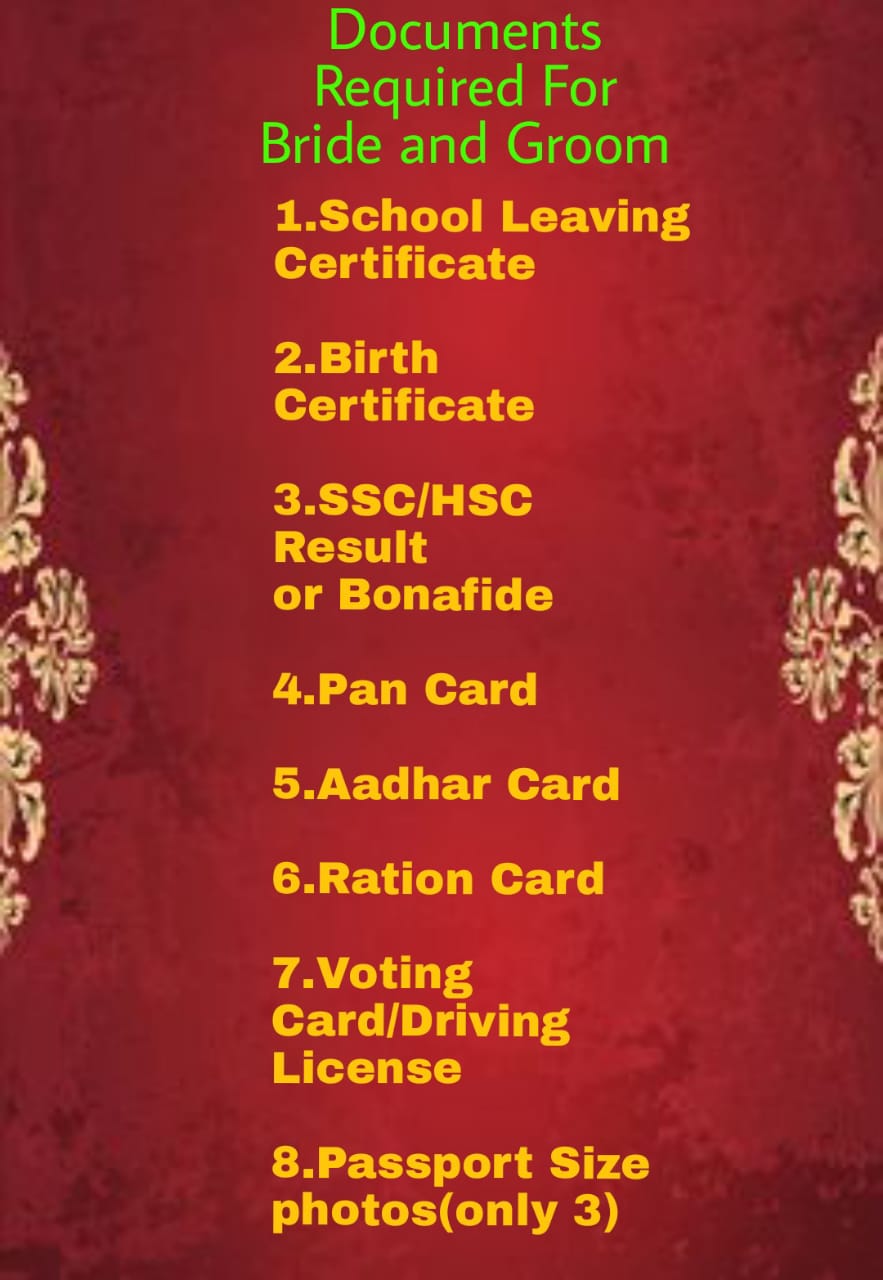 Documents
Required For
Bride and Groom
1.School Leaving
Certificate
2.Birth
Certificate
3.SSC/HSC
Result
or Bonafide
4.Pan Card
5.Aadhar Card
6.Ration Card
7.Voting
Card/Driving
License
8.Passport Size
photos(only 3)